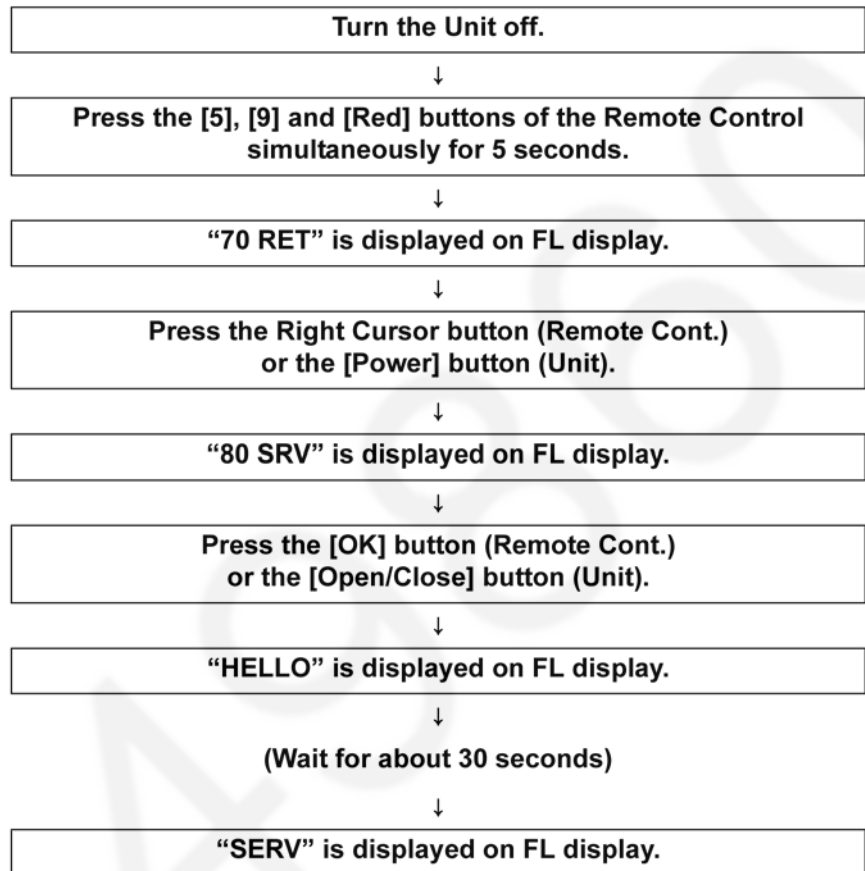 Turn the Unit off.
↓
Press the [5], [9] and [Red] buttons of the Remote Control
simultaneously for 5 seconds.
↓
“70 RET” is displayed on FL display.
↓
Press the Right Cursor button (Remote Cont.)
or the [Power] button (Unit).
↓
“80 SRV” is displayed on FL display.
↓
Press the [OK] button (Remote Cont.)
or the [Open/Close] button (Unit).
↓
“HELLO” is displayed on FL display.
↓
(Wait for about 30 seconds)
↓
“SERV” is displayed on FL display.